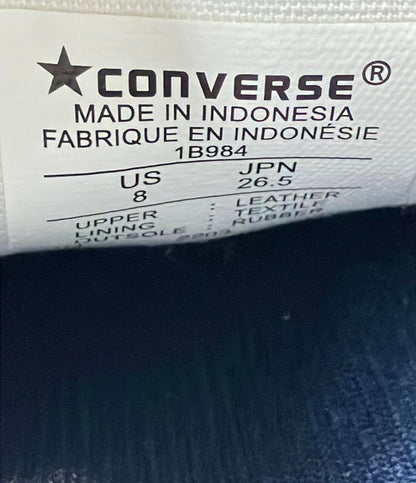 ★CONVERSE®
MADE IN INDONESIA
FABRIQUE EN INDONÉSIE
1B984
US JPN
8 26.5
UPPER : LEATHER
LINING : TEXTILE
OUTSOLE : RUBBER